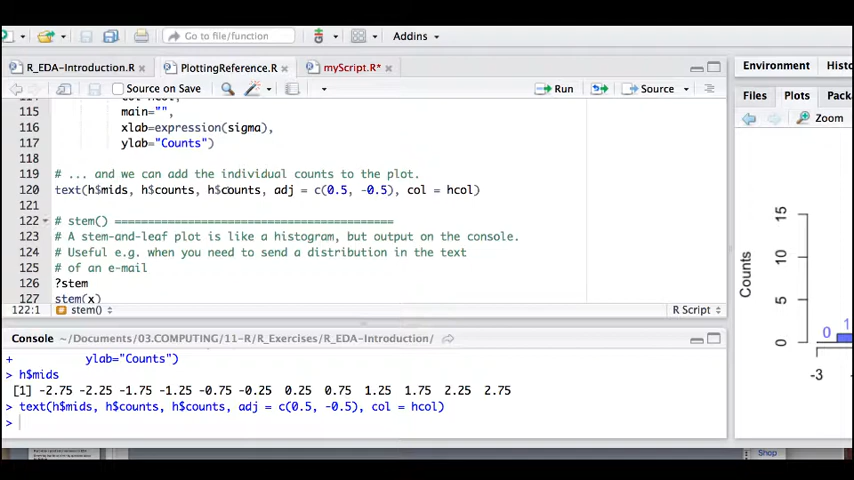 Go to file/function
Addins
R_EDA-Introduction.R
PlottingReference.R
myScript.R*
Environment
Files
Plots
Source on Save
Run
Source
Zoom
115 main="",
116 xlab=expression(sigma),
117 ylab="Counts")
118
119 # ... and we can add the individual counts to the plot.
120 text(h$mids, h$counts, h$counts, adj = c(0.5, -0.5), col = hcol)
121
122 # stem() =======================================
123 # A stem-and-leaf plot is like a histogram, but output on the console.
124 # Useful e.g. when you need to send a distribution in the text
125 # of an e-mail
126 ?stem
127 stem(x)
122:1
stem()
R Script
Console ~/Documents/03.COMPUTING/11-R/R_Exercises/R_EDA-Introduction/
+ ylab="Counts")
> h$mids
[1] -2.75 -2.25 -1.75 -1.25 -0.75 -0.25 0.25 0.75 1.25 1.75 2.25 2.75
> text(h$mids, h$counts, h$counts, adj = c(0.5, -0.5), col = hcol)
>
Counts
15
10
5
0
0 1
-3
Shap